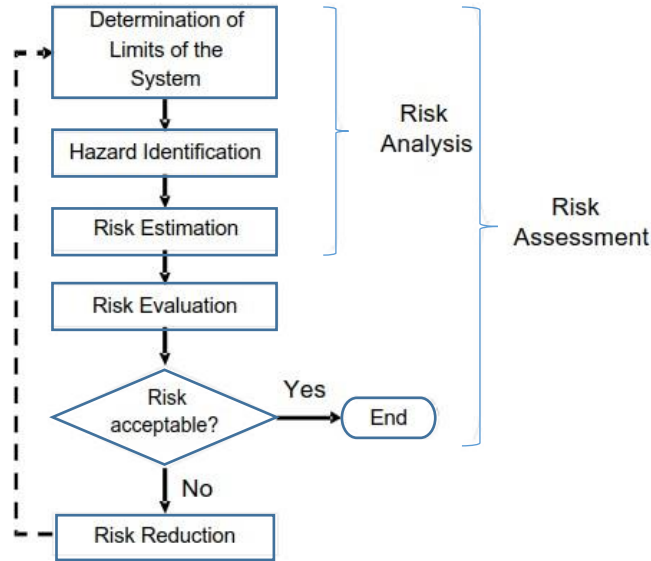 Determination of
Limits of the
System
Hazard Identification
Risk Estimation
Risk Evaluation
Risk
acceptable?
Yes
End
No
Risk Reduction
Risk
Analysis
Risk
Assessment